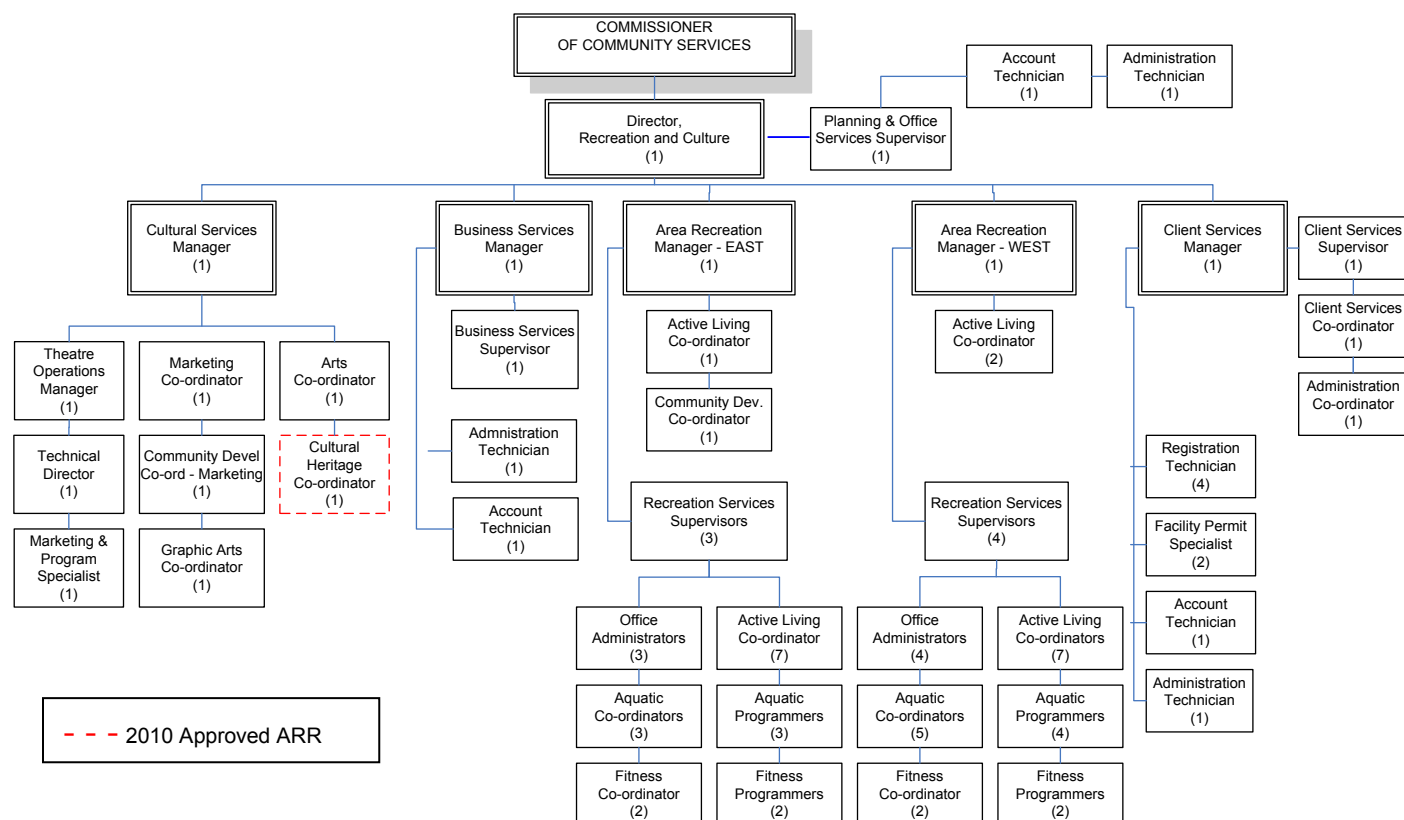 COMMISSIONER
OF COMMUNITY SERVICES
Account
Technician
(1)
Administration
Technician
(1)
Director,
Recreation and Culture
(1)
Planning & Office
Services Supervisor
(1)
Cultural Services
Manager
(1)
Business Services
Manager
(1)
Area Recreation
Manager - EAST
(1)
Area Recreation
Manager - WEST
(1)
Client Services
Manager
(1)
Client Services
Supervisor
(1)
Client Services
Co-ordinator
(1)
Administration
Co-ordinator
(1)
Theatre
Operations
Manager
(1)
Marketing
Co-ordinator
(1)
Arts
Co-ordinator
(1)
Technical
Director
(1)
Community Devel
Co-ord - Marketing
(1)
Cultural
Heritage
Co-ordinator
(1)
Marketing &
Program
Specialist
(1)
Graphic Arts
Co-ordinator
(1)
Business Services
Supervisor
(1)
Admnistration
Technician
(1)
Account
Technician
(1)
Active Living
Co-ordinator
(1)
Community Dev.
Co-ordinator
(1)
Recreation Services
Supervisors
(3)
Office
Administrators
(3)
Active Living
Co-ordinator
(7)
Aquatic
Co-ordinators
(3)
Aquatic
Programmers
(3)
Fitness
Co-ordinator
(2)
Fitness
Programmers
(2)
Active Living
Co-ordinator
(2)
Recreation Services
Supervisors
(4)
Office
Administrators
(4)
Active Living
Co-ordinators
(7)
Aquatic
Co-ordinators
(5)
Aquatic
Programmers
(4)
Fitness
Co-ordinator
(2)
Fitness
Programmers
(2)
Registration
Technician
(4)
Facility Permit
Specialist
(2)
Account
Technician
(1)
Administration
Technician
(1)
2010 Approved ARR